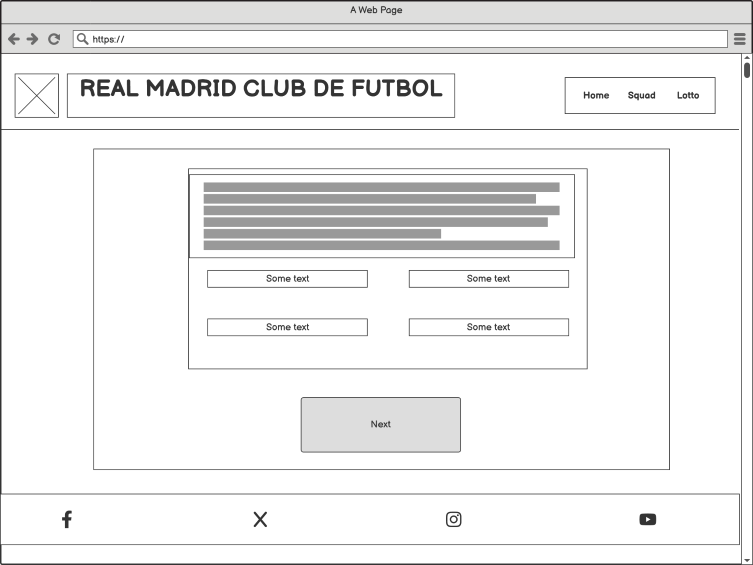 A Web Page
https://
REAL MADRID CLUB DE FUTBOL
Home Squad Lotto
Some text Some text
Some text Some text
Next